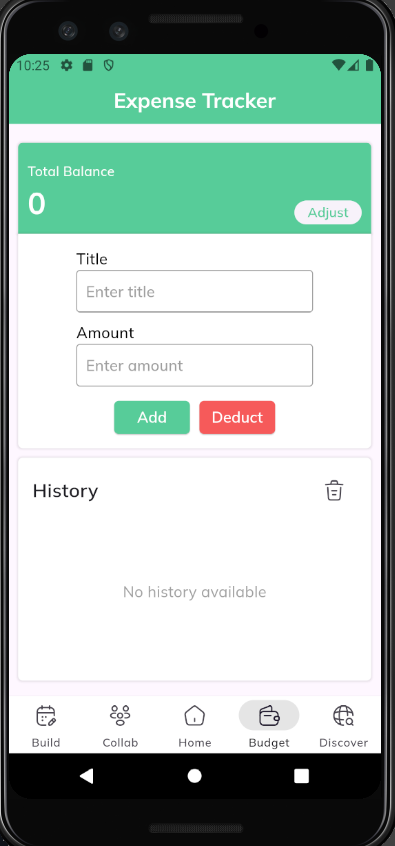 10:25
Expense Tracker
Total Balance
0
Adjust
Title
Enter title
Amount
Enter amount
Add Deduct
History
No history available
Build Collab Home Budget Discover